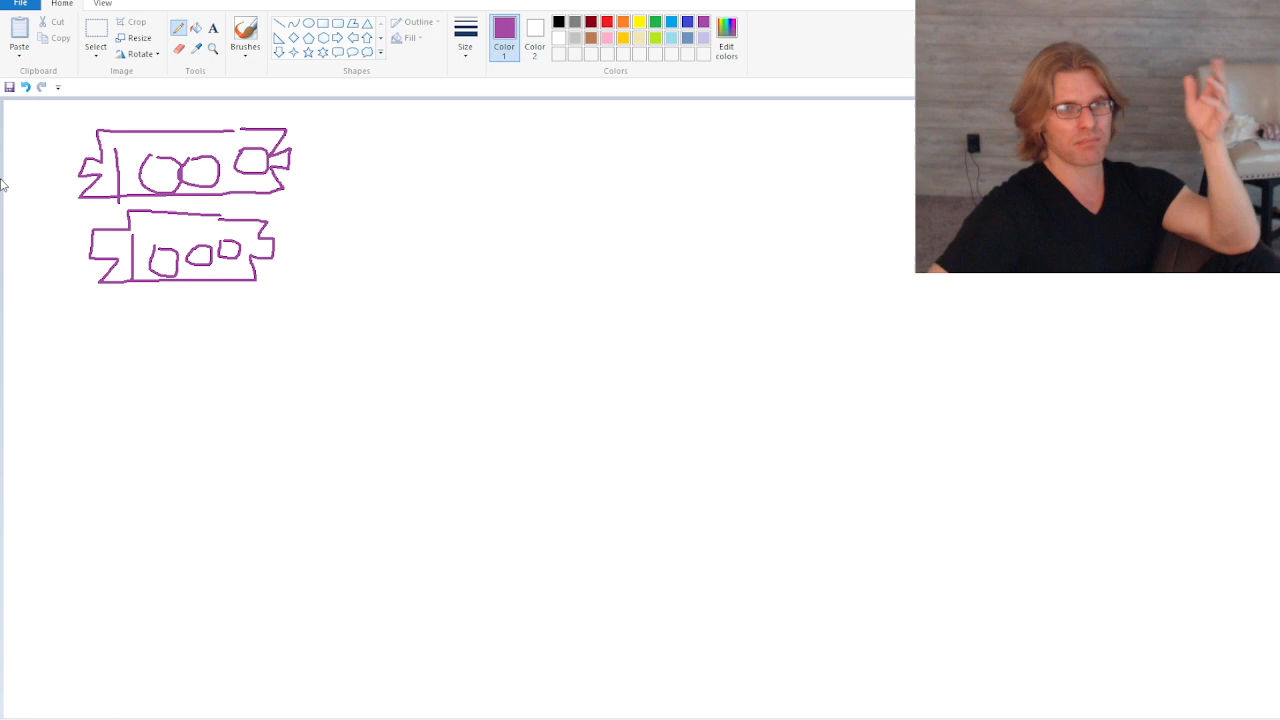 File Home View
Paste
Cut
Copy
Clipboard
Select
Crop
Resize
Rotate
Image
Tools
Brushes
Shapes
Outline
Fill
Size
Color
1
Color
2
Edit
colors
Colors
A